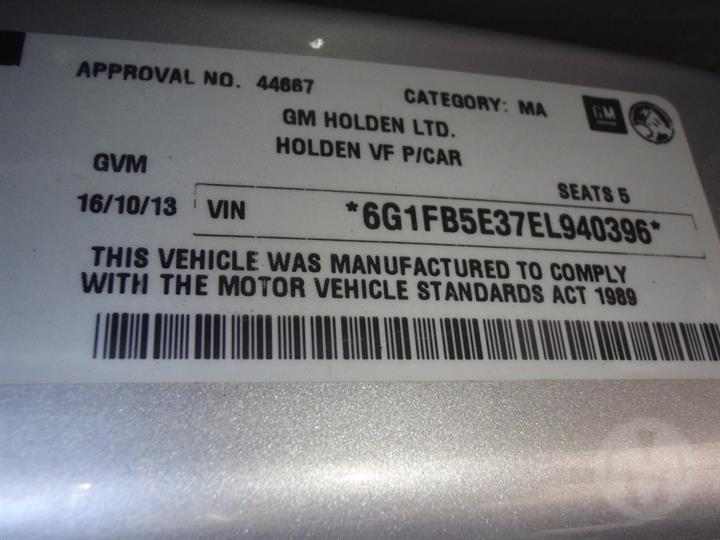 APPROVAL NO. 44667
CATEGORY: MA
GM
GM HOLDEN LTD.
HOLDEN VF P/CAR
GVM
SEATS 5
16/10/13
VIN *6G1FB5E37EL940396*
THIS VEHICLE WAS MANUFACTURED TO COMPLY
WITH THE MOTOR VEHICLE STANDARDS ACT 1989